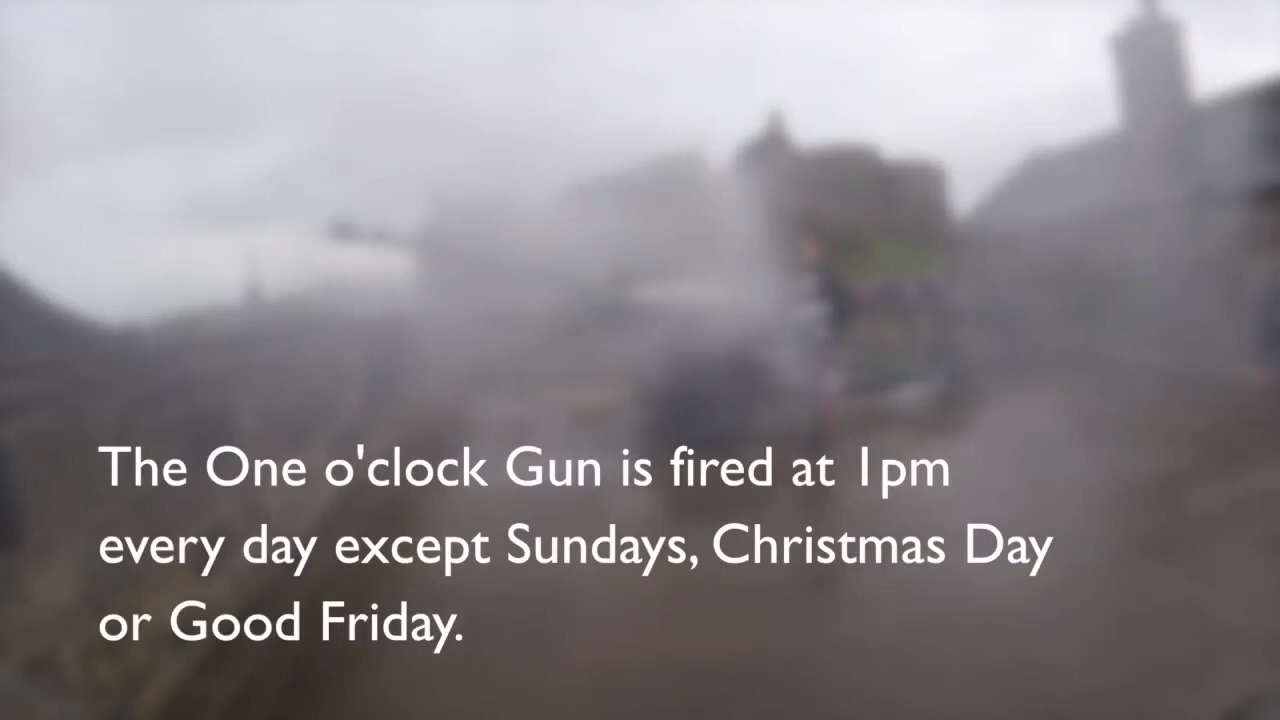 The One o'clock Gun is fired at 1pm
every day except Sundays, Christmas Day
or Good Friday.